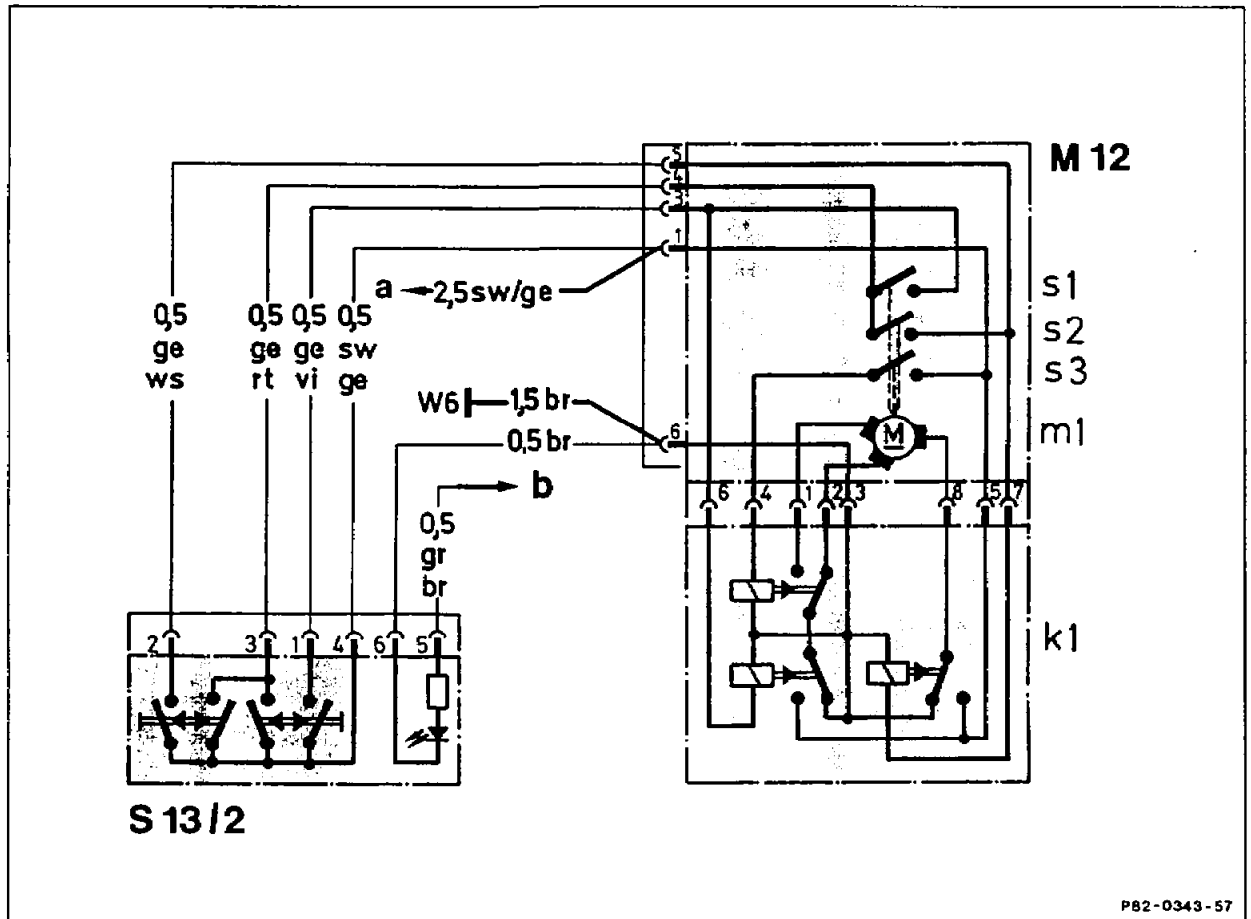 M 12
5
4
3
1
a 2,5 sw/ge
0,5 ge ws
0,5 ge rt
0,5 ge vi
0,5 sw ge
s1
s2
s3
W6 1,5 br
6
0,5 br
M
m1
b
0,5 gr br
6 4 1 2 3 8 5 7
2 3 1 4 6 5
k1
S 13/2
P82-0343-57